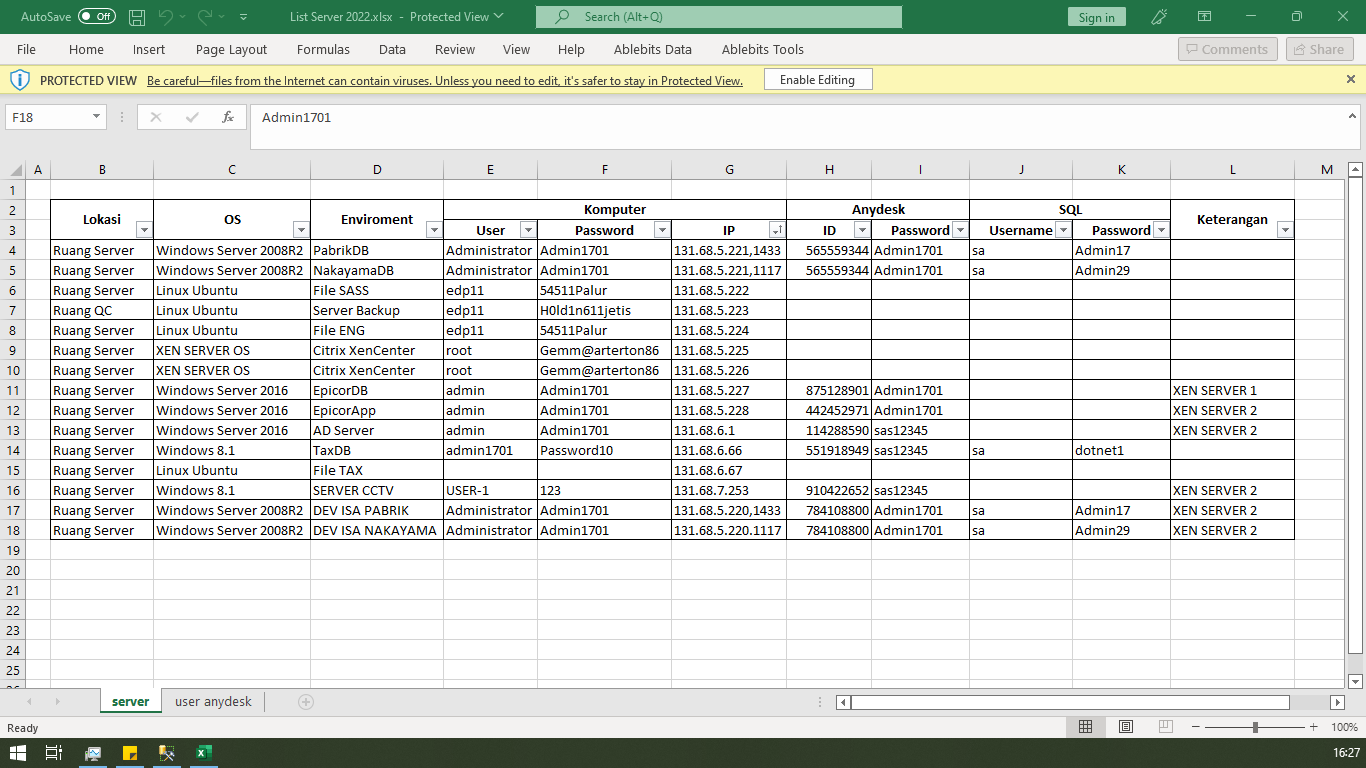 AutoSave Off List Server 2022.xlsx - Protected View Search (Alt+Q) Sign in
File Home Insert Page Layout Formulas Data Review View Help Ablebits Data Ablebits Tools Comments Share
PROTECTED VIEW Be careful—files from the Internet can contain viruses. Unless you need to edit, it's safer to stay in Protected View. Enable Editing
F18 fx Admin1701
A B C D E F G H I J K L M
1
2 Lokasi OS Enviroment Komputer Anydesk SQL Keterangan
3 User Password IP ID Password Username Password
4 Ruang Server Windows Server 2008R2 PabrikDB Administrator Admin1701 131.68.5.221,1433 565559344 Admin1701 sa Admin17
5 Ruang Server Windows Server 2008R2 NakayamaDB Administrator Admin1701 131.68.5.221,1117 565559344 Admin1701 sa Admin29
6 Ruang Server Linux Ubuntu File SASS edp11 54511Palur 131.68.5.222
7 Ruang QC Linux Ubuntu Server Backup edp11 H0ld1n611jetis 131.68.5.223
8 Ruang Server Linux Ubuntu File ENG edp11 54511Palur 131.68.5.224
9 Ruang Server XEN SERVER OS Citrix XenCenter root Gemm@arterton86 131.68.5.225
10 Ruang Server XEN SERVER OS Citrix XenCenter root Gemm@arterton86 131.68.5.226
11 Ruang Server Windows Server 2016 EpicorDB admin Admin1701 131.68.5.227 875128901 Admin1701 XEN SERVER 1
12 Ruang Server Windows Server 2016 EpicorApp admin Admin1701 131.68.5.228 442452971 Admin1701 XEN SERVER 2
13 Ruang Server Windows Server 2016 AD Server admin Admin1701 131.68.6.1 114288590 sas12345 XEN SERVER 2
14 Ruang Server Windows 8.1 TaxDB admin1701 Password10 131.68.6.66 551918949 sas12345 sa dotnet1
15 Ruang Server Linux Ubuntu File TAX 131.68.6.67
16 Ruang Server Windows 8.1 SERVER CCTV USER-1 123 131.68.7.253 910422652 sas12345 XEN SERVER 2
17 Ruang Server Windows Server 2008R2 DEV ISA PABRIK Administrator Admin1701 131.68.5.220,1433 784108800 Admin1701 sa Admin17 XEN SERVER 2
18 Ruang Server Windows Server 2008R2 DEV ISA NAKAYAMA Administrator Admin1701 131.68.5.220.1117 784108800 Admin1701 sa Admin29 XEN SERVER 2
19
20
21
22
23
24
25
server user anydesk
Ready 100%
16:27